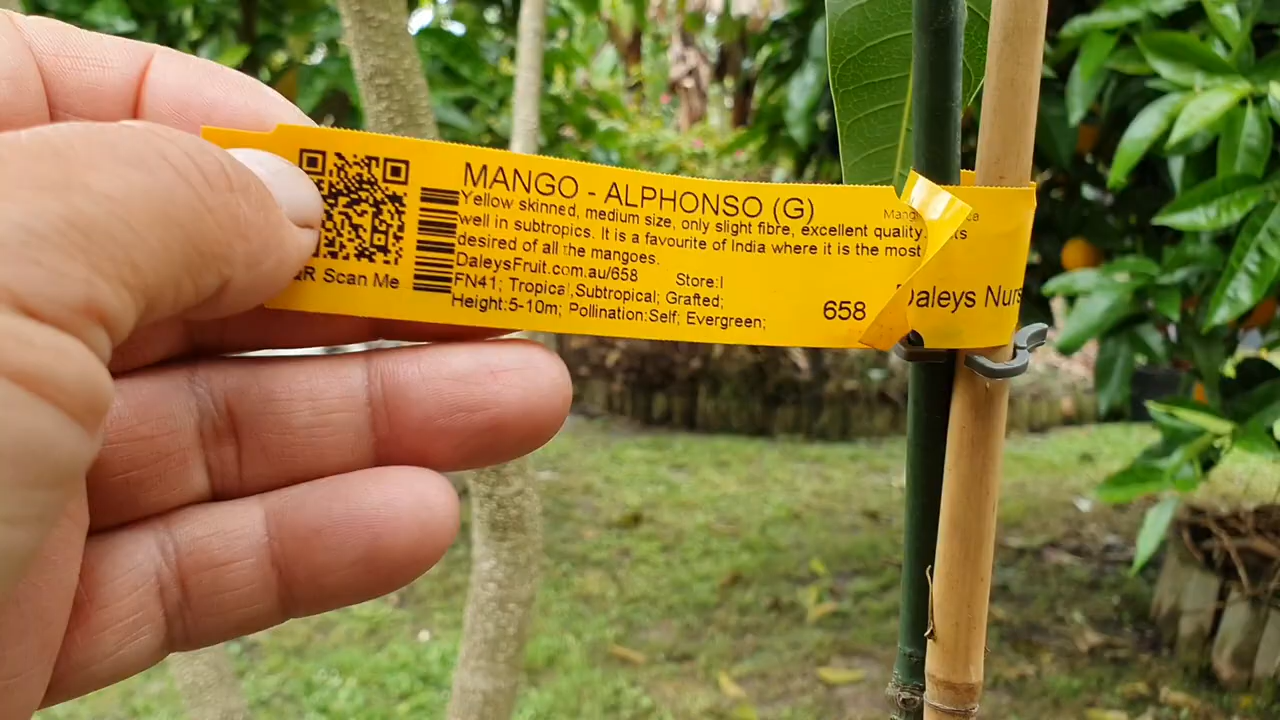 MANGO - ALPHONSO (G)
Yellow skinned, medium size, only slight fibre, excellent quality
well in subtropics. It is a favourite of India where it is the most
desired of all the mangoes.
DaleysFruit.com.au/658 Store:I
FN41; Tropical,Subtropical; Grafted;
Height:5-10m; Pollination:Self; Evergreen;
Scan Me
658
Daleys